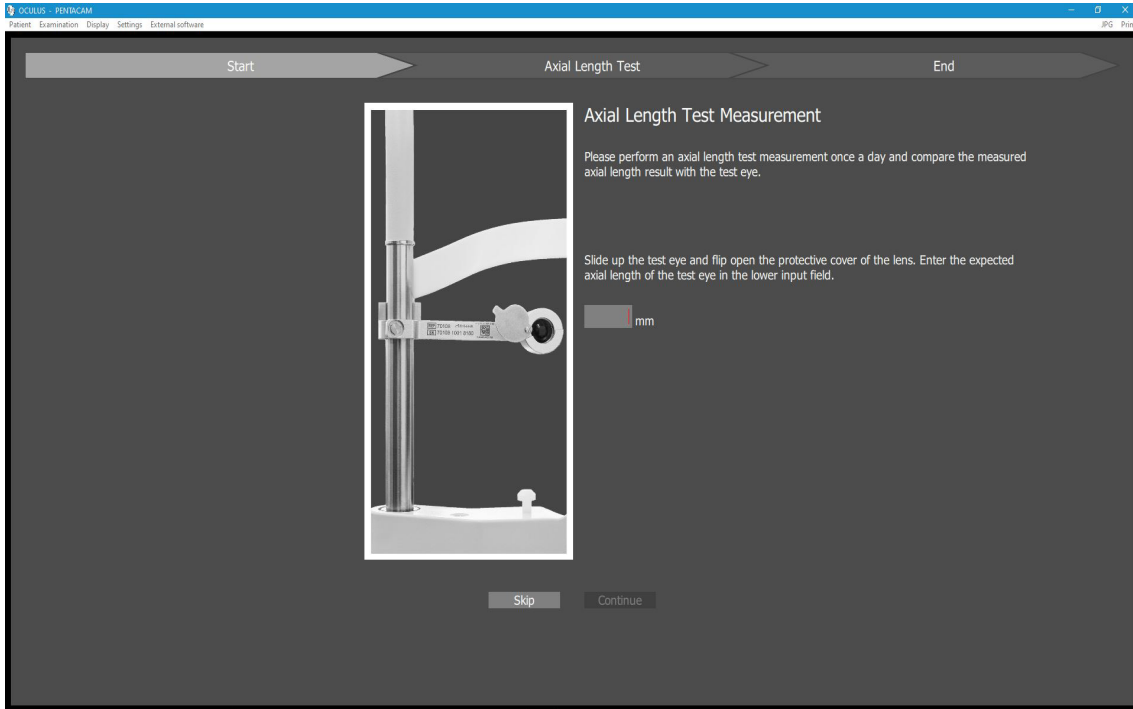 OCULUS - PENTACAM
Patient Examination Display Settings External software JPG Prin
Start Axial Length Test End
Axial Length Test Measurement
Please perform an axial length test measurement once a day and compare the measured
axial length result with the test eye.
Slide up the test eye and flip open the protective cover of the lens. Enter the expected
axial length of the test eye in the lower input field.
mm
REF 70108
Skip Continue